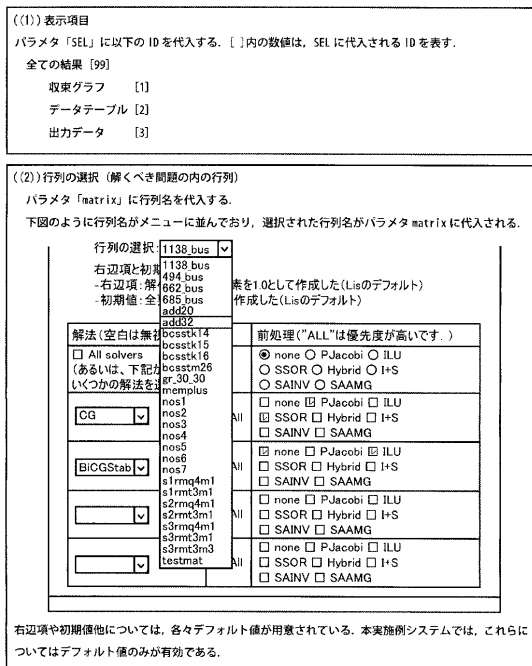 ((1))表示項目
パラメタ「SEL」に以下の ID を代入する. [ ]内の数値は, SEL に代入される ID を表す.
全ての結果 [99]
収束グラフ [1]
データテーブル [2]
出力データ [3]
((2))行列の選択 (解くべき問題の内の行列)
パラメタ「matrix」に行列名を代入する.
下図のように行列名がメニューに並んでおり, 選択された行列名がパラメタ matrix に代入される.
行列の選択: 1138_bus
1138_bus
494_bus
662_bus
685_bus
add20
add32
bcsstk14
bcsstk15
bcsstk16
bcsstm26
gr_30_30
memplus
nos1
nos2
nos3
nos4
nos5
nos6
nos7
s1rmq4m1
s1rmt3m1
s2rmq4m1
s2rmt3m1
s3rmq4m1
s3rmt3m1
s3rmt3m3
testmat
右辺項と初期
-右辺項: 解 素を1.0として作成した(Lisのデフォルト)
-初期値: 全 作成した(Lisのデフォルト)
解法(空白は無視
前処理("ALL"は優先度が高いです. )
All solvers
(あるいは、下記
いくつかの解法を
none PJacobi ILU
SSOR Hybrid I+S
SAINV SAAMG
CG
All
none PJacobi ILU
SSOR Hybrid I+S
SAINV SAAMG
BiCGStab
All
none PJacobi ILU
SSOR Hybrid I+S
SAINV SAAMG
All
none PJacobi ILU
SSOR Hybrid I+S
SAINV SAAMG
All
none PJacobi ILU
SSOR Hybrid I+S
SAINV SAAMG
右辺項や初期値他については, 各々デフォルト値が用意されている. 本実施例システムでは, これらに
ついてはデフォルト値のみが有効である.